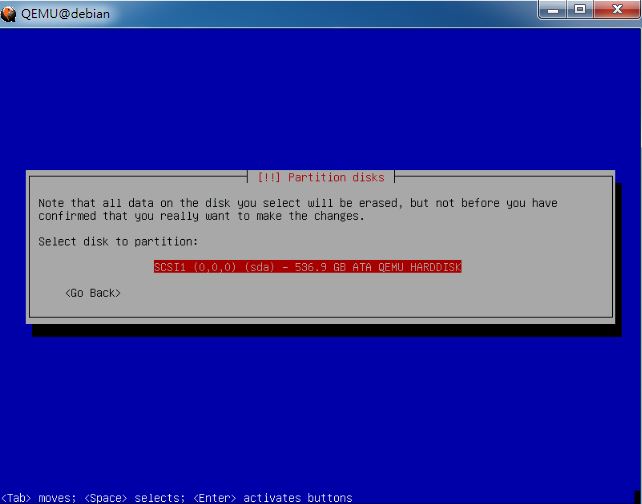 QEMU@debian
[!!] Partition disks
Note that all data on the disk you select will be erased, but not before you have
confirmed that you really want to make the changes.
Select disk to partition:
SCSI1 (0,0,0) (sda) - 536.9 GB ATA QEMU HARDDISK
<Go Back>
<Tab> moves; <Space> selects; <Enter> activates buttons